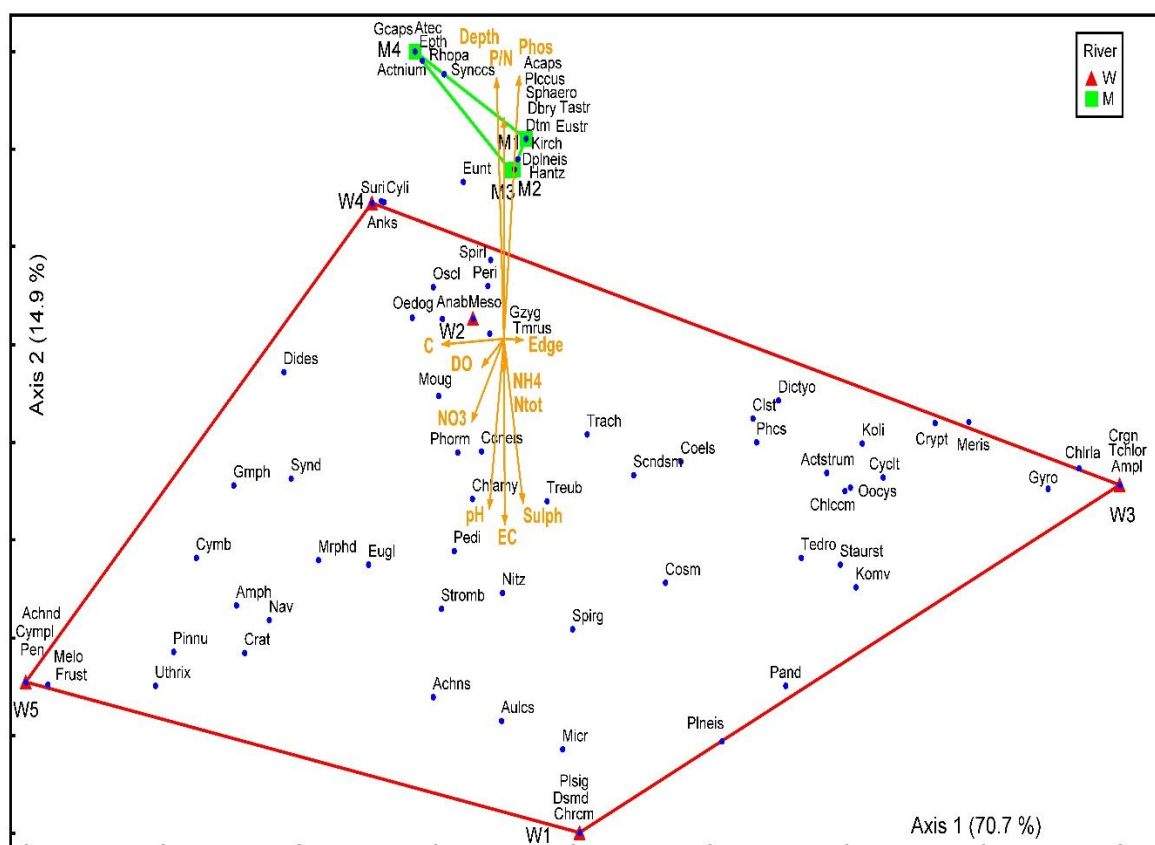 Gcaps Atec
Depth
Phos
Epth
M4
Rhopa
P/N
Acaps
Actnium
Synccs
Plccus
Sphaero
Dbry Tastr
Dtm Eustr
M1
Kirch
Dplneis
Eunt
Hantz
M3
M2
River
W
M
Suri Cyli
W4
Anks
Spirl
Oscl
Peri
Oedog
Anab Meso
Gzyg
W2
Tmrus
C
Edge
DO
Dides
NH4
Moug
Ntot
Dictyo
NO3
Clst
Trach
Phcs
Koli
Crypt
Meris
Phorm
Ccneis
Coels
Chlrla
Crgn
Tchlor
Ampl
Gmph
Synd
Scndsm
Actstrum
Cyclt
Gyro
Chlamy
Treub
Oocys
Chlccm
W3
pH
Sulph
EC
Cymb
Mrphd
Eugl
Pedi
Tedro
Staurst
Nitz
Cosm
Komv
Amph
Nav
Stromb
Spirg
Achnd
Cympl
Pen
Pinnu
Crat
Melo
Frust
Uthrix
Pand
W5
Achns
Aulcs
Plneis
Micr
Plsig
Dsmd
Chrcm
W1
Axis 1 (70.7 %)
Axis 2 (14.9 %)